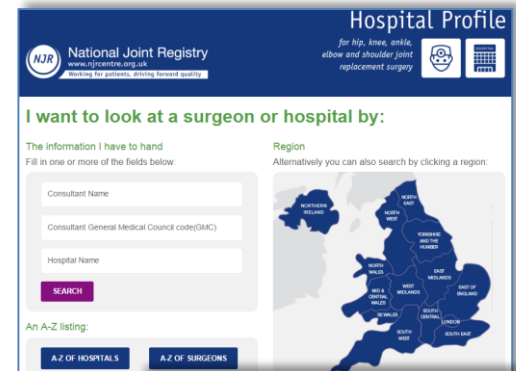 Hospital Profile
for hip, knee, ankle,
elbow and shoulder joint
replacement surgery
HOSPITAL
NJR
National Joint Registry
www.njrcentre.org.uk
Working for patients, driving forward quality
I want to look at a surgeon or hospital by:
The information I have to hand
Fill in one or more of the fields below:
Consultant Name
Consultant General Medical Council code(GMC)
Hospital Name
SEARCH
An A-Z listing:
A-Z OF HOSPITALS
A-Z OF SURGEONS
Region
Alternatively you can also search by clicking a region:
NORTHERN
IRELAND
NORTH
EAST
NORTH
WEST
YORKSHIRE
AND THE
HUMBER
NORTH
WALES
EAST
MIDLANDS
WEST
MIDLANDS
EAST OF
ENGLAND
MID &
CENTRAL
WALES
SE WALES
SOUTH
CENTRAL
LONDON
SOUTH
WEST
SOUTH EAST